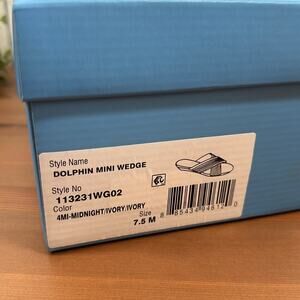 Style Name
DOLPHIN MINI WEDGE
Style No
113231WG02
Color
4MI-MIDNIGHT/IVORY/IVORY
Size
7.5 M